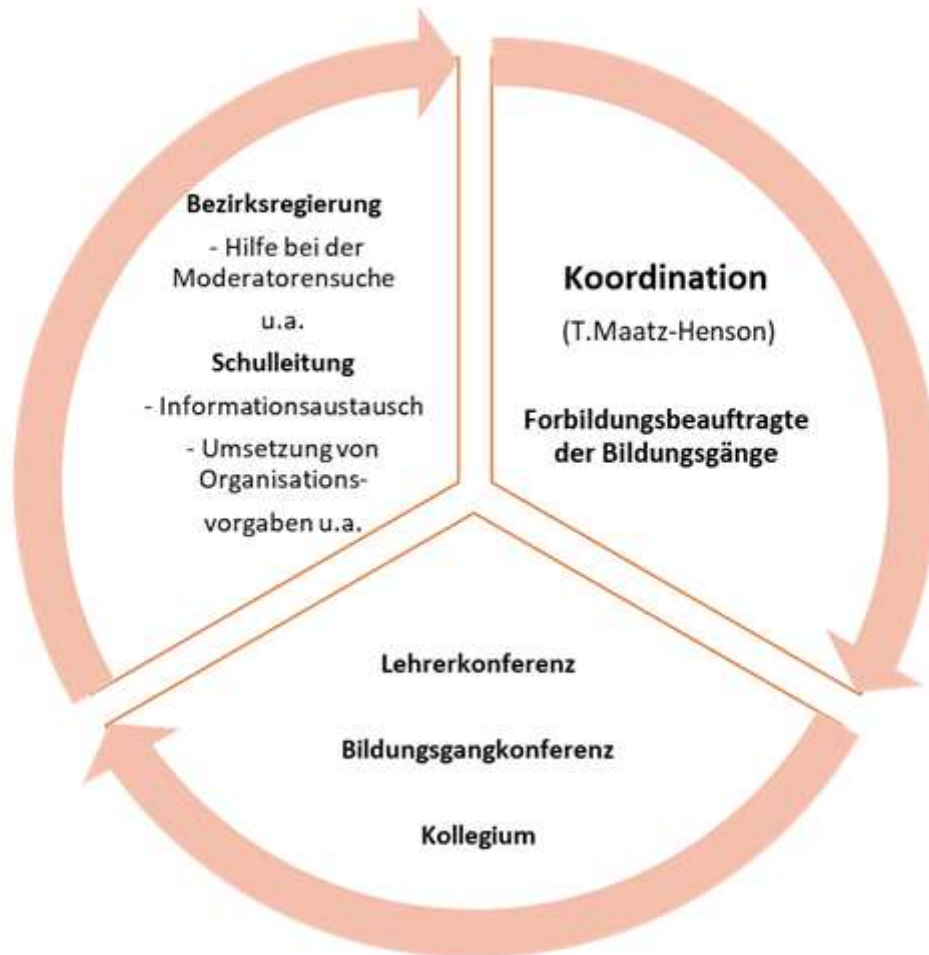 Bezirksregierung
- Hilfe bei der
Moderatorensuche
u.a.
Schulleitung
- Informationsaustausch
- Umsetzung von
Organisations-
vorgaben u.a.
Koordination
(T.Maatz-Henson)
Forbildungsbeauftragte
der Bildungsgänge
Lehrerkonferenz
Bildungsgangkonferenz
Kollegium